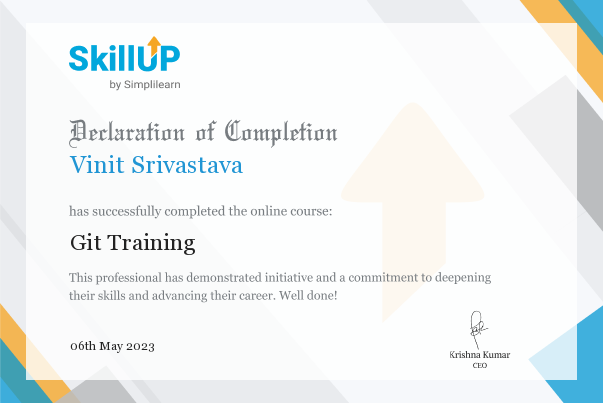 SkillUP
by Simplilearn
Declaration of Completion
Vinit Srivastava
has successfully completed the online course:
Git Training
This professional has demonstrated initiative and a commitment to deepening
their skills and advancing their career. Well done!
06th May 2023
Krishna Kumar
CEO